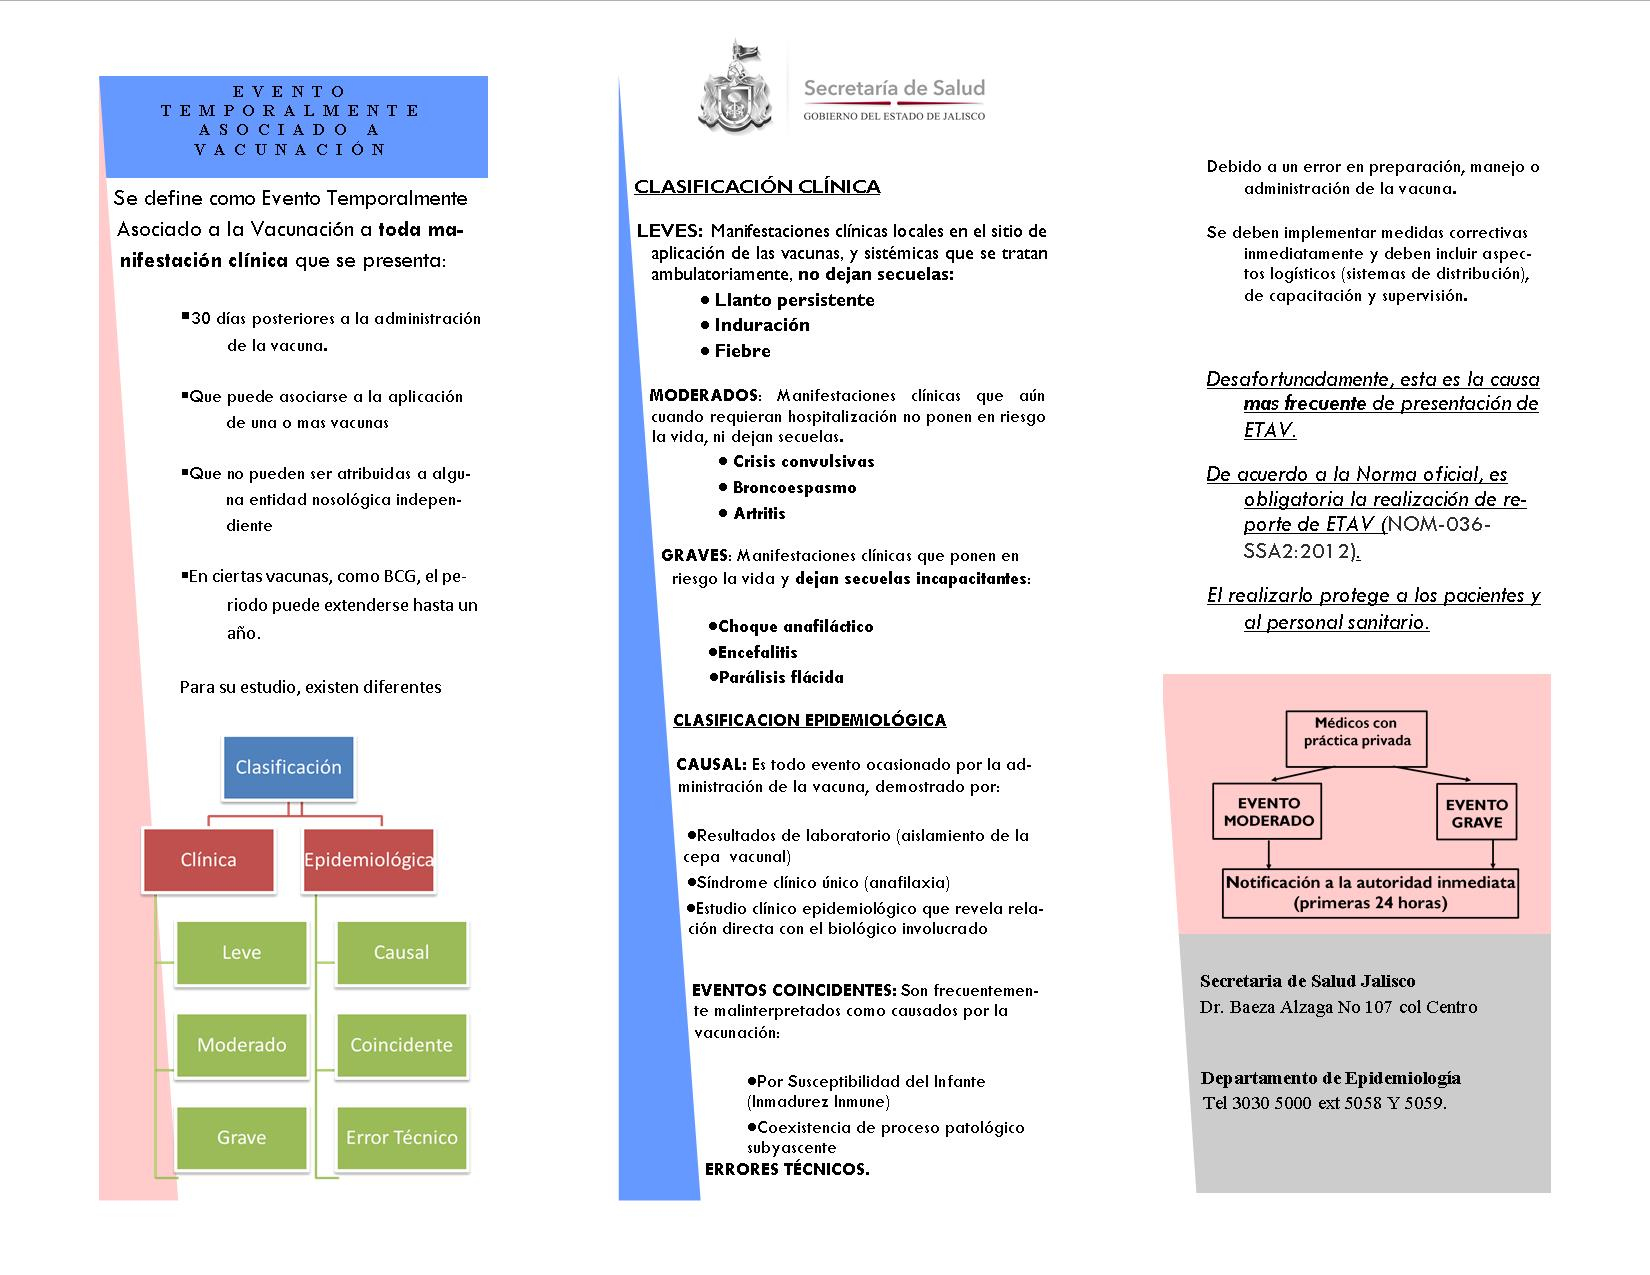 EVENTO
TEMPORALMENTE
ASOCIADO A
VACUNACIÓN
Se define como Evento Temporalmente
Asociado a la Vacunación a toda ma-
nifestación clínica que se presenta:
▪30 días posteriores a la administración
de la vacuna.
▪Que puede asociarse a la aplicación
de una o mas vacunas
▪Que no pueden ser atribuidas a algu-
na entidad nosológica indepen-
diente
▪En ciertas vacunas, como BCG, el pe-
riodo puede extenderse hasta un
año.
Para su estudio, existen diferentes
Clasificación
Clínica
Epidemiológica
Leve
Causal
Moderado
Coincidente
Grave
Error Técnico
Secretaría de Salud
GOBIERNO DEL ESTADO DE JALISCO
CLASIFICACIÓN CLÍNICA
LEVES: Manifestaciones clínicas locales en el sitio de
aplicación de las vacunas, y sistémicas que se tratan
ambulatoriamente, no dejan secuelas:
• Llanto persistente
• Induración
• Fiebre
MODERADOS: Manifestaciones clínicas que aún
cuando requieran hospitalización no ponen en riesgo
la vida, ni dejan secuelas.
• Crisis convulsivas
• Broncoespasmo
• Artritis
GRAVES: Manifestaciones clínicas que ponen en
riesgo la vida y dejan secuelas incapacitantes:
•Choque anafiláctico
•Encefalitis
•Parálisis flácida
CLASIFICACION EPIDEMIOLÓGICA
CAUSAL: Es todo evento ocasionado por la ad-
ministración de la vacuna, demostrado por:
•Resultados de laboratorio (aislamiento de la
cepa vacunal)
•Síndrome clínico único (anafilaxia)
•Estudio clínico epidemiológico que revela rela-
ción directa con el biológico involucrado
EVENTOS COINCIDENTES: Son frecuentemen-
te malinterpretados como causados por la
vacunación:
•Por Susceptibilidad del Infante
(Inmadurez Inmune)
•Coexistencia de proceso patológico
subyascente
ERRORES TÉCNICOS.
Debido a un error en preparación, manejo o
administración de la vacuna.
Se deben implementar medidas correctivas
inmediatamente y deben incluir aspec-
tos logísticos (sistemas de distribución),
de capacitación y supervisión.
Desafortunadamente, esta es la causa
mas frecuente de presentación de
ETAV.
De acuerdo a la Norma oficial, es
obligatoria la realización de re-
porte de ETAV (NOM-036-
SSA2:2012).
El realizarlo protege a los pacientes y
al personal sanitario.
Médicos con
práctica privada
EVENTO
MODERADO
EVENTO
GRAVE
Notificación a la autoridad inmediata
(primeras 24 horas)
Secretaria de Salud Jalisco
Dr. Baeza Alzaga No 107 col Centro
Departamento de Epidemiología
Tel 3030 5000 ext 5058 Y 5059.